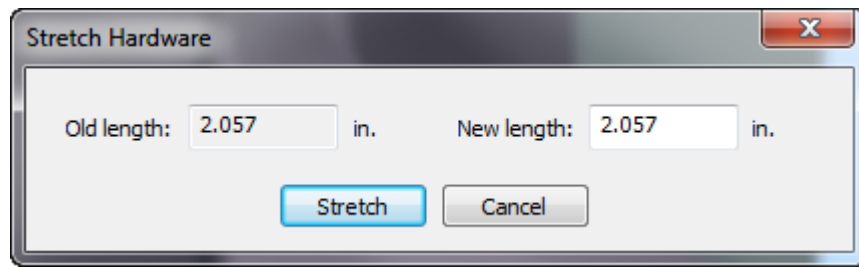 Stretch Hardware
Old length: 2.057 in. New length: 2.057 in.
Stretch Cancel